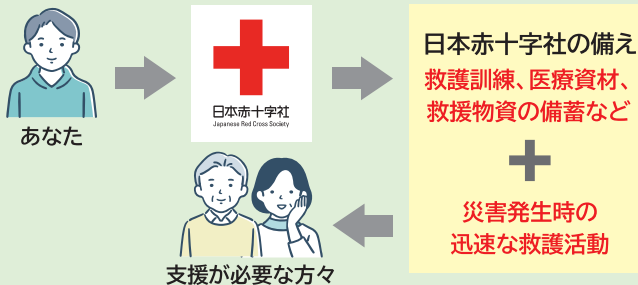 あなた
日本赤十字社
Japanese Red Cross Society
日本赤十字社の備え
救護訓練、医療資材、
救援物資の備蓄など
災害発生時の
迅速な救護活動
支援が必要な方々